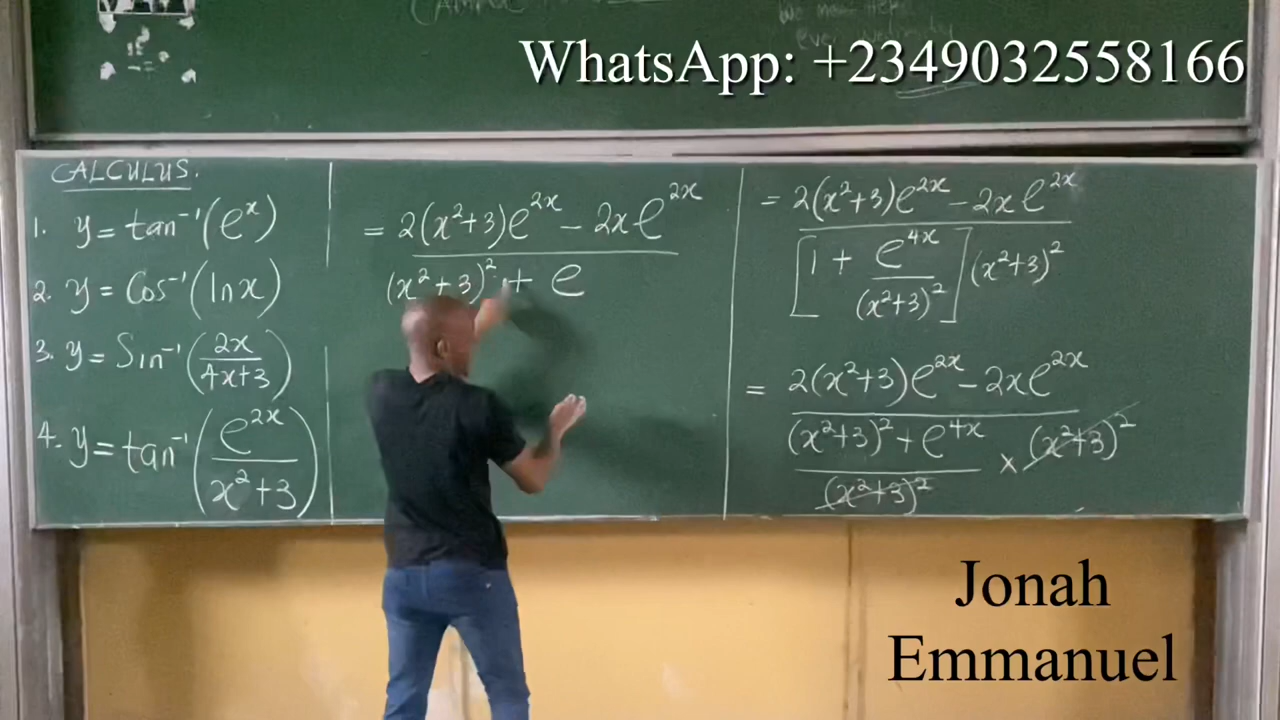 WhatsApp: +2349032558166
CALCULUS.
1. y = tan⁻¹(eˣ)
2. y = Cos⁻¹(lnx)
3. y = Sin⁻¹(2x/(4x+3))
4. y = tan⁻¹(e²ˣ/(x²+3))
= 2(x²+3)e²ˣ - 2xe²ˣ
(x²+3)² + e
= 2(x²+3)e²ˣ - 2xe²ˣ
[1 + e⁴ˣ/(x²+3)²](x²+3)²
= 2(x²+3)e²ˣ - 2xe²ˣ
(x²+3)² + e⁴ˣ
(x²+3)² × (x²+3)²
Jonah
Emmanuel